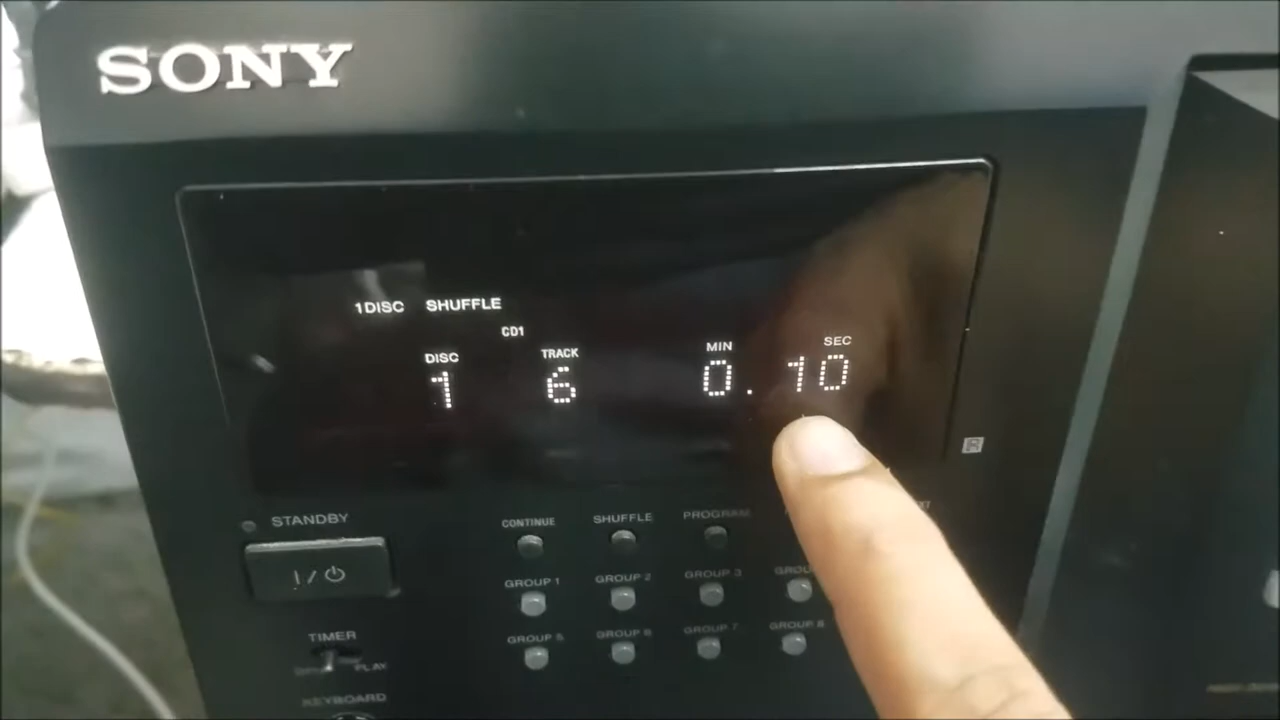 SONY
1DISC SHUFFLE
CD1
DISC TRACK MIN SEC
1 6 0.10
STANDBY
I/⏻
CONTINUE SHUFFLE PROGRAM
GROUP 1 GROUP 2 GROUP 3
GROUP 5 GROUP 6 GROUP 7 GROUP 8
TIMER
PLAY
KEYBOARD